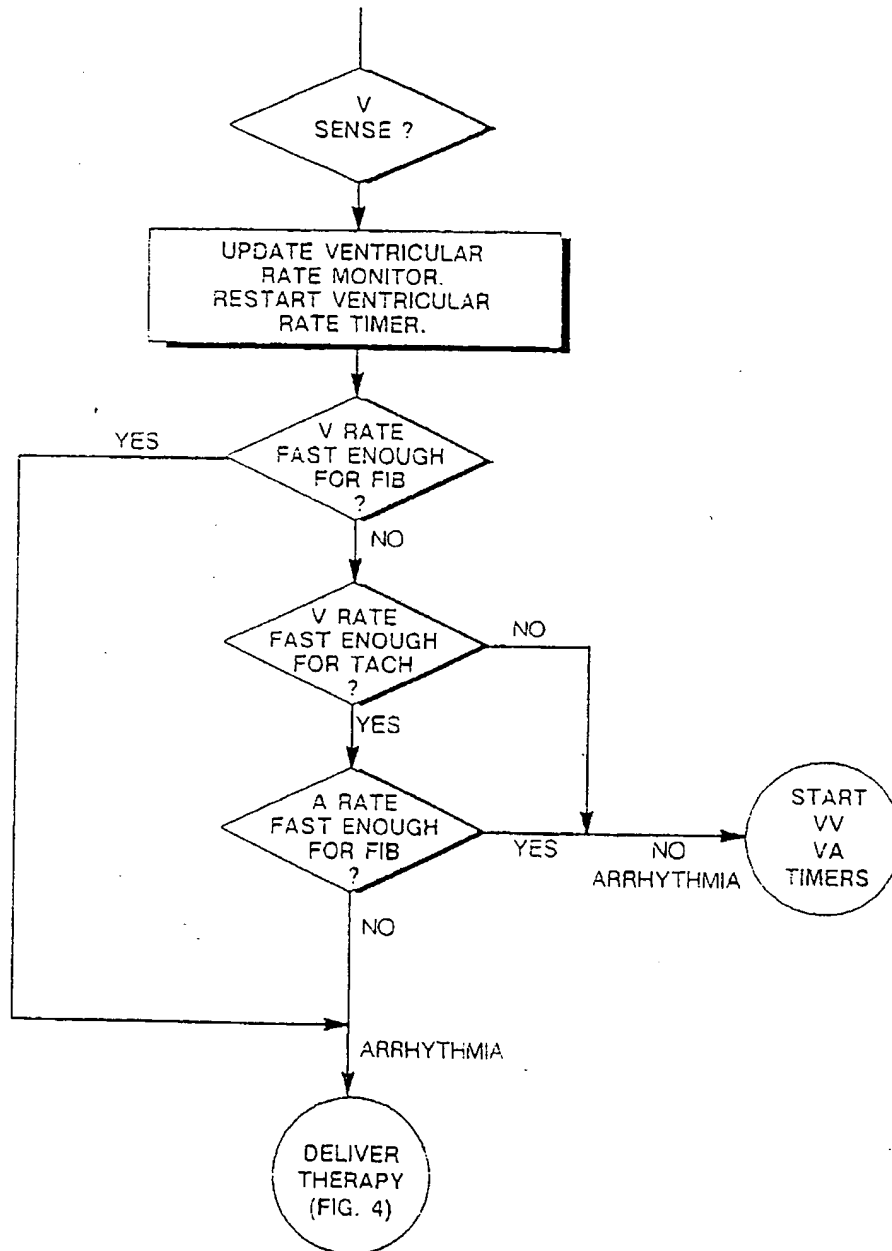 V
SENSE ?
UPDATE VENTRICULAR
RATE MONITOR.
RESTART VENTRICULAR
RATE TIMER.
YES
V RATE
FAST ENOUGH
FOR FIB
?
NO
V RATE
FAST ENOUGH
FOR TACH
?
NO
YES
A RATE
FAST ENOUGH
FOR FIB
?
YES
NO
ARRHYTHMIA
START
VV
VA
TIMERS
NO
ARRHYTHMIA
DELIVER
THERAPY
(FIG. 4)